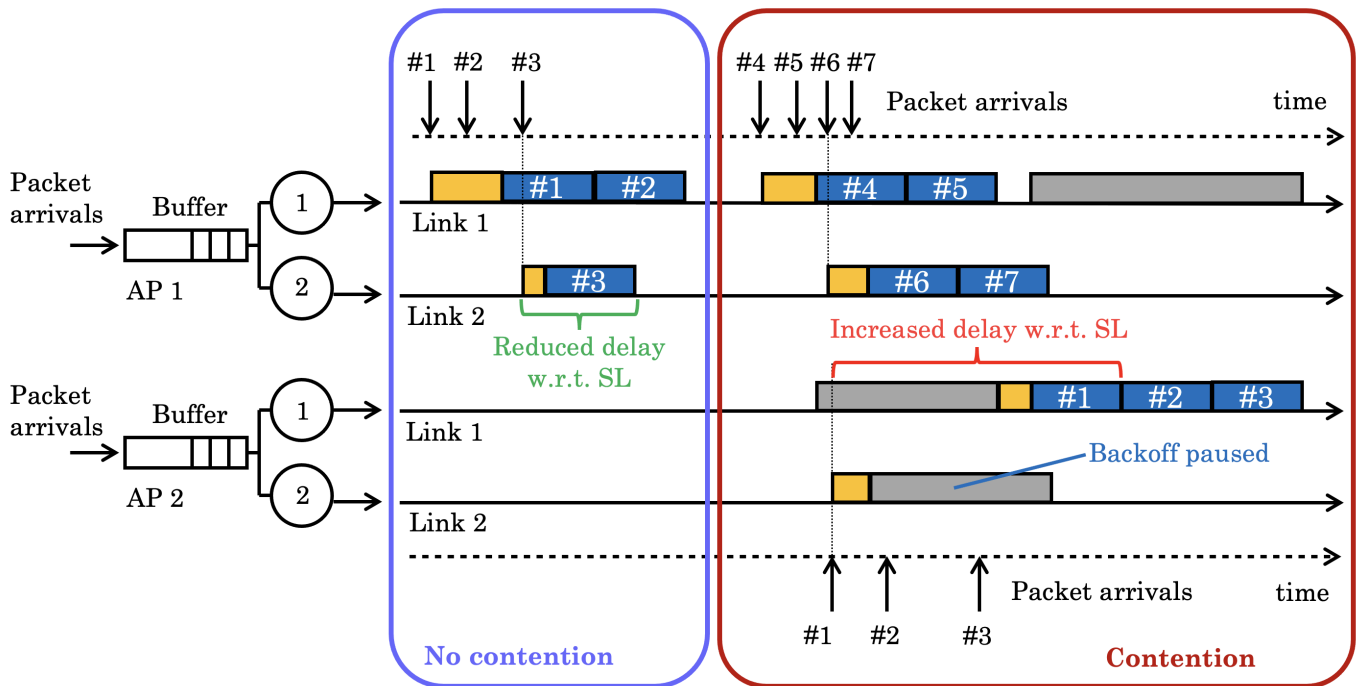 #1 #2 #3
#4 #5 #6 #7
Packet arrivals
time
Packet
arrivals
Buffer
AP 1
1
2
#1 #2
Link 1
#4 #5
#3
Link 2
#6 #7
Reduced delay
w.r.t. SL
Increased delay w.r.t. SL
Packet
arrivals
Buffer
AP 2
1
2
Link 1
#1 #2 #3
Backoff paused
Link 2
Packet arrivals
time
#1 #2 #3
No contention
Contention